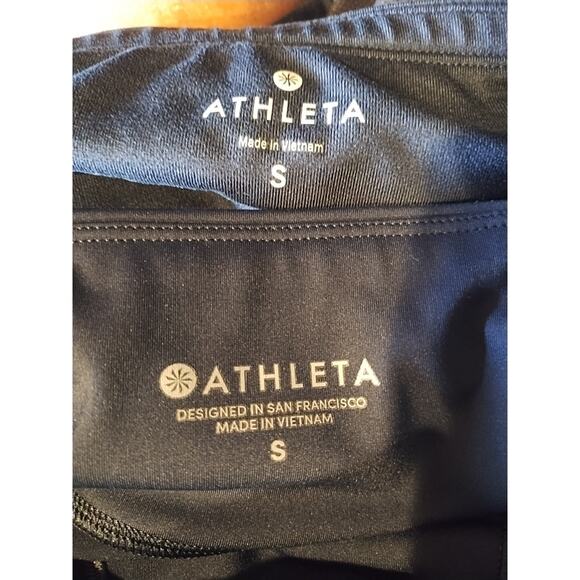 ATHLETA
Made in Vietnam
S
ATHLETA
DESIGNED IN SAN FRANCISCO
MADE IN VIETNAM
S